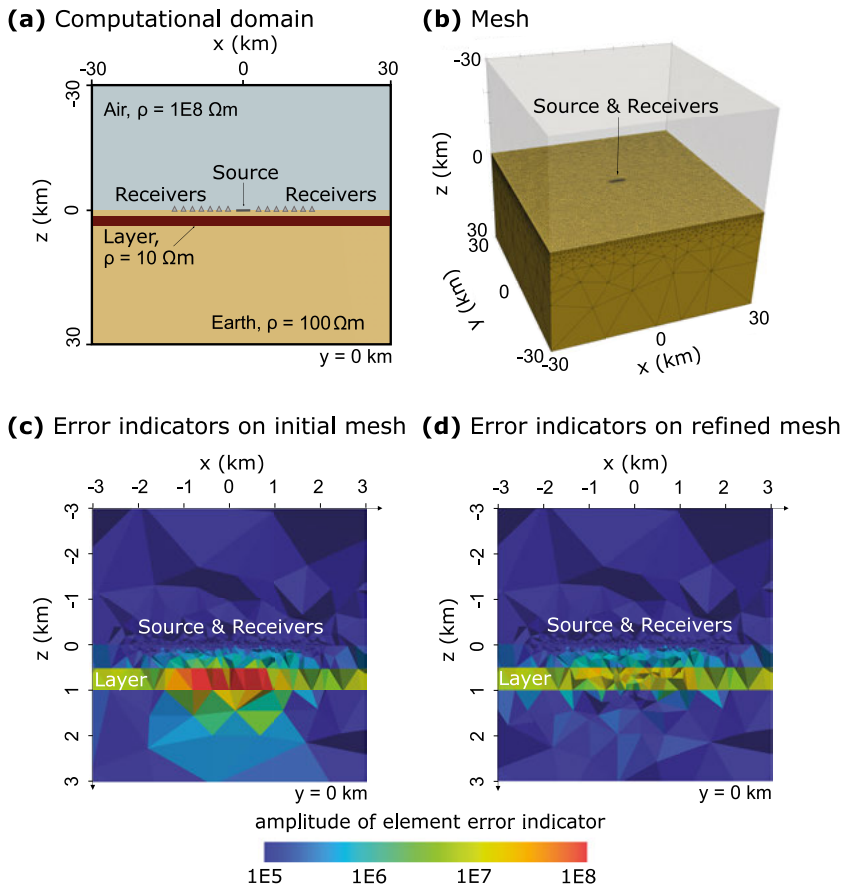 (a) Computational domain
x (km)
-30 0 30
-30
0
30
z (km)
Air, ρ = 1E8 Ωm
Source
Receivers Receivers
Layer,
ρ = 10 Ωm
Earth, ρ = 100 Ωm
y = 0 km
(b) Mesh
-30
0
30
z (km)
Source & Receivers
30
0
-30
y (km)
-30
0
30
x (km)
(c) Error indicators on initial mesh
x (km)
-3 -2 -1 0 1 2 3
-3
-2
-1
0
1
2
3
z (km)
Source & Receivers
Layer
y = 0 km
(d) Error indicators on refined mesh
x (km)
-3 -2 -1 0 1 2 3
-3
-2
-1
0
1
2
3
z (km)
Source & Receivers
Layer
y = 0 km
amplitude of element error indicator
1E5 1E6 1E7 1E8